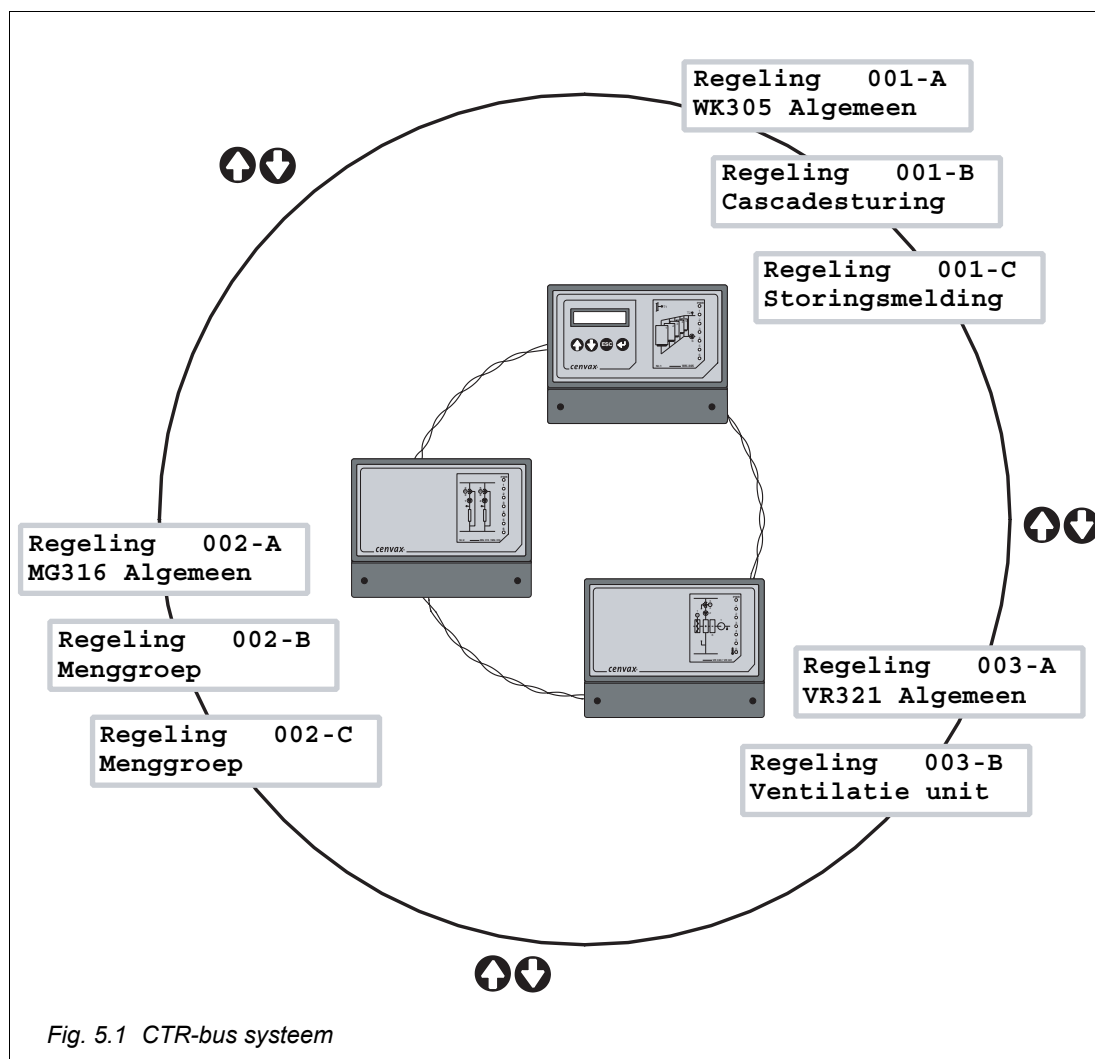 Regeling 001-A
WK305 Algemeen
Regeling 001-B
Cascadesturing
Regeling 001-C
Storingsmelding
ESC
cenvax
cenvax
cenvax
Regeling 002-A
MG316 Algemeen
Regeling 002-B
Menggroep
Regeling 002-C
Menggroep
Regeling 003-A
VR321 Algemeen
Regeling 003-B
Ventilatie unit
Fig. 5.1 CTR-bus systeem